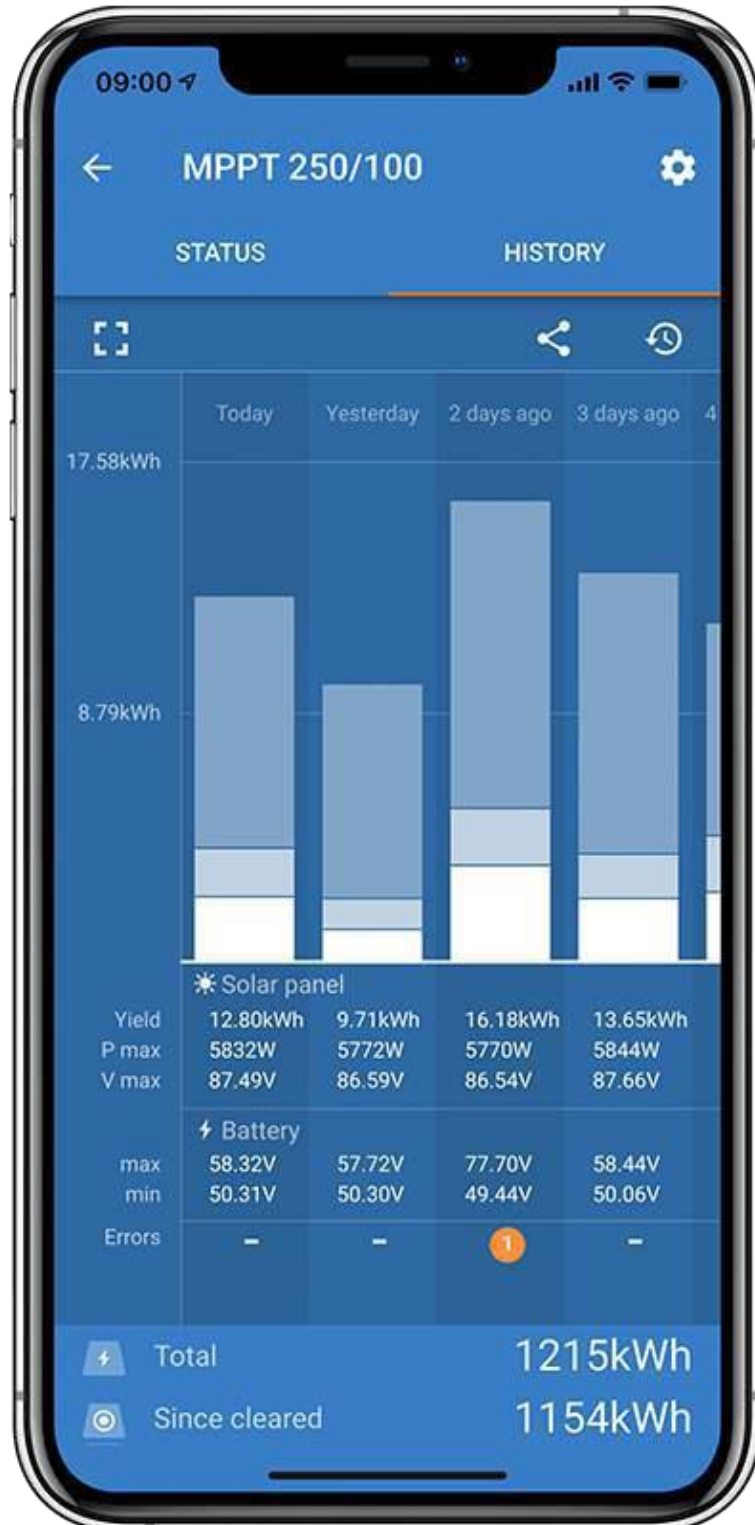 09:00
MPPT 250/100
STATUS HISTORY
Today Yesterday 2 days ago 3 days ago 4
17.58kWh
8.79kWh
Solar panel
Yield 12.80kWh 9.71kWh 16.18kWh 13.65kWh
P max 5832W 5772W 5770W 5844W
V max 87.49V 86.59V 86.54V 87.66V
Battery
max 58.32V 57.72V 77.70V 58.44V
min 50.31V 50.30V 49.44V 50.06V
Errors – – 1 –
Total 1215kWh
Since cleared 1154kWh